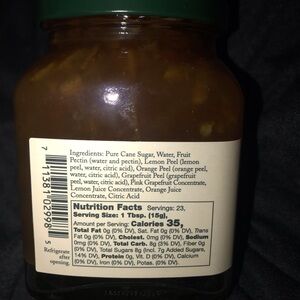 Ingredients: Pure Cane Sugar, Water, Fruit
Pectin (water and pectin), Lemon Peel (lemon
peel, water, citric acid), Orange Peel (orange peel,
water, citric acid), Grapefruit Peel (grapefruit
peel, water, citric acid), Pink Grapefruit Concentrate,
Lemon Juice Concentrate, Orange Juice
Concentrate, Citric Acid
Nutrition Facts Servings: 23,
Serving Size: 1 Tbsp. (15g),
Amount per Serving: Calories 35,
Total Fat 0g (0% DV), Sat. Fat 0g (0% DV), Trans
Fat 0g (0% DV), Cholest. 0mg (0% DV), Sodium
0mg (0% DV), Total Carb. 8g (3% DV), Fiber 0g
(0% DV), Total Sugars 8g (Incl. 7g Added Sugars,
14% DV), Protein 0g, Vit. D (0% DV), Calcium
(0% DV), Iron (0% DV), Potas. (0% DV).
7 11381 02998 5
Refrigerate
after
opening.